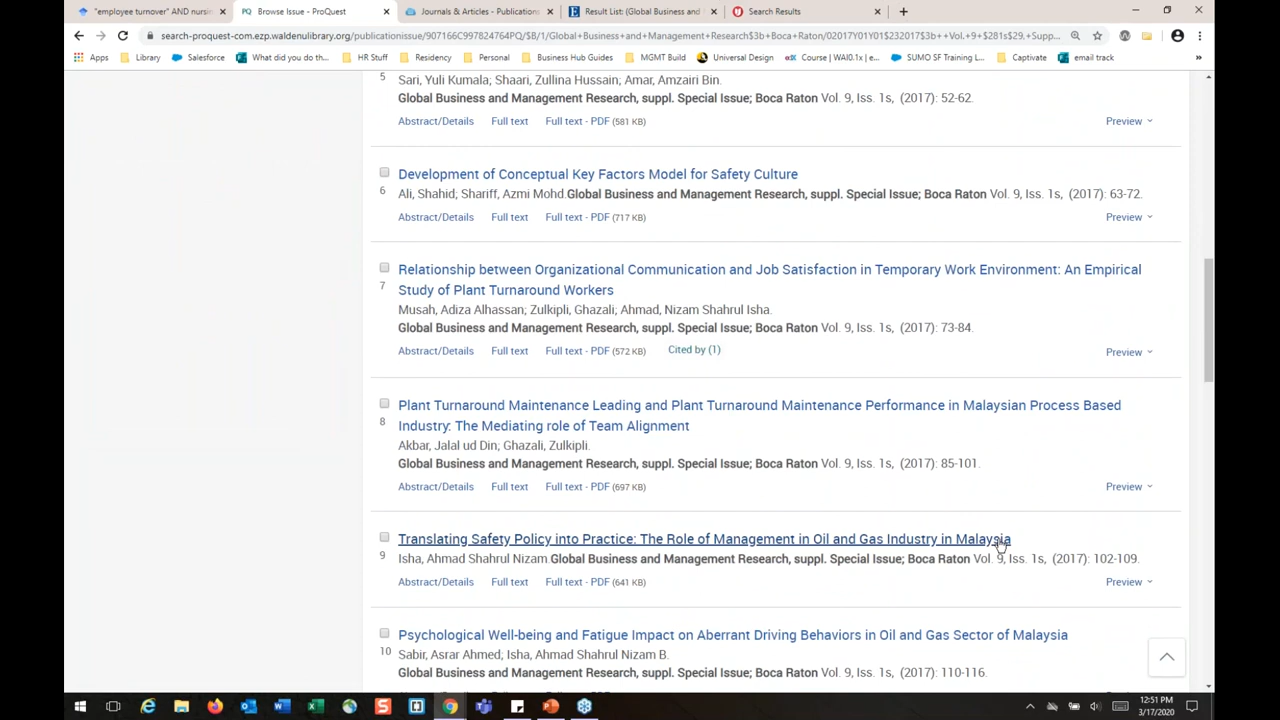 "employee turnover" AND nursin
Browse Issue - ProQuest
Journals & Articles - Publications
Result List: (Global Business and
Search Results
search-proquest-com.ezp.waldenulibrary.org/publicationissue/907166C997824764PQ/$B/1/Global+Business+and+Management+Research$3b+Boca+Raton/02017Y01Y01$232017$3b++Vol.+9+$281s$29,+Supp...
Apps
Library
Salesforce
What did you do th...
HR Stuff
Residency
Personal
Business Hub Guides
MGMT Build
Universal Design
Course | WAI0.1x | e...
SUMO SF Training L...
Captivate
email track
5
Sari, Yuli Kumala; Shaari, Zullina Hussain; Amar, Amzairi Bin.
Global Business and Management Research, suppl. Special Issue; Boca Raton Vol. 9, Iss. 1s, (2017): 52-62.
Abstract/Details Full text Full text - PDF (581 KB) Preview
Development of Conceptual Key Factors Model for Safety Culture
6
Ali, Shahid; Shariff, Azmi Mohd.Global Business and Management Research, suppl. Special Issue; Boca Raton Vol. 9, Iss. 1s, (2017): 63-72.
Abstract/Details Full text Full text - PDF (717 KB) Preview
Relationship between Organizational Communication and Job Satisfaction in Temporary Work Environment: An Empirical
7
Study of Plant Turnaround Workers
Musah, Adiza Alhassan; Zulkipli, Ghazali; Ahmad, Nizam Shahrul Isha.
Global Business and Management Research, suppl. Special Issue; Boca Raton Vol. 9, Iss. 1s, (2017): 73-84.
Abstract/Details Full text Full text - PDF (572 KB) Cited by (1) Preview
Plant Turnaround Maintenance Leading and Plant Turnaround Maintenance Performance in Malaysian Process Based
8
Industry: The Mediating role of Team Alignment
Akbar, Jalal ud Din; Ghazali, Zulkipli.
Global Business and Management Research, suppl. Special Issue; Boca Raton Vol. 9, Iss. 1s, (2017): 85-101.
Abstract/Details Full text Full text - PDF (697 KB) Preview
Translating Safety Policy into Practice: The Role of Management in Oil and Gas Industry in Malaysia
9
Isha, Ahmad Shahrul Nizam.Global Business and Management Research, suppl. Special Issue; Boca Raton Vol. 9, Iss. 1s, (2017): 102-109.
Abstract/Details Full text Full text - PDF (641 KB) Preview
Psychological Well-being and Fatigue Impact on Aberrant Driving Behaviors in Oil and Gas Sector of Malaysia
10
Sabir, Asrar Ahmed; Isha, Ahmad Shahrul Nizam B.
Global Business and Management Research, suppl. Special Issue; Boca Raton Vol. 9, Iss. 1s, (2017): 110-116.
12:51 PM
3/17/2020